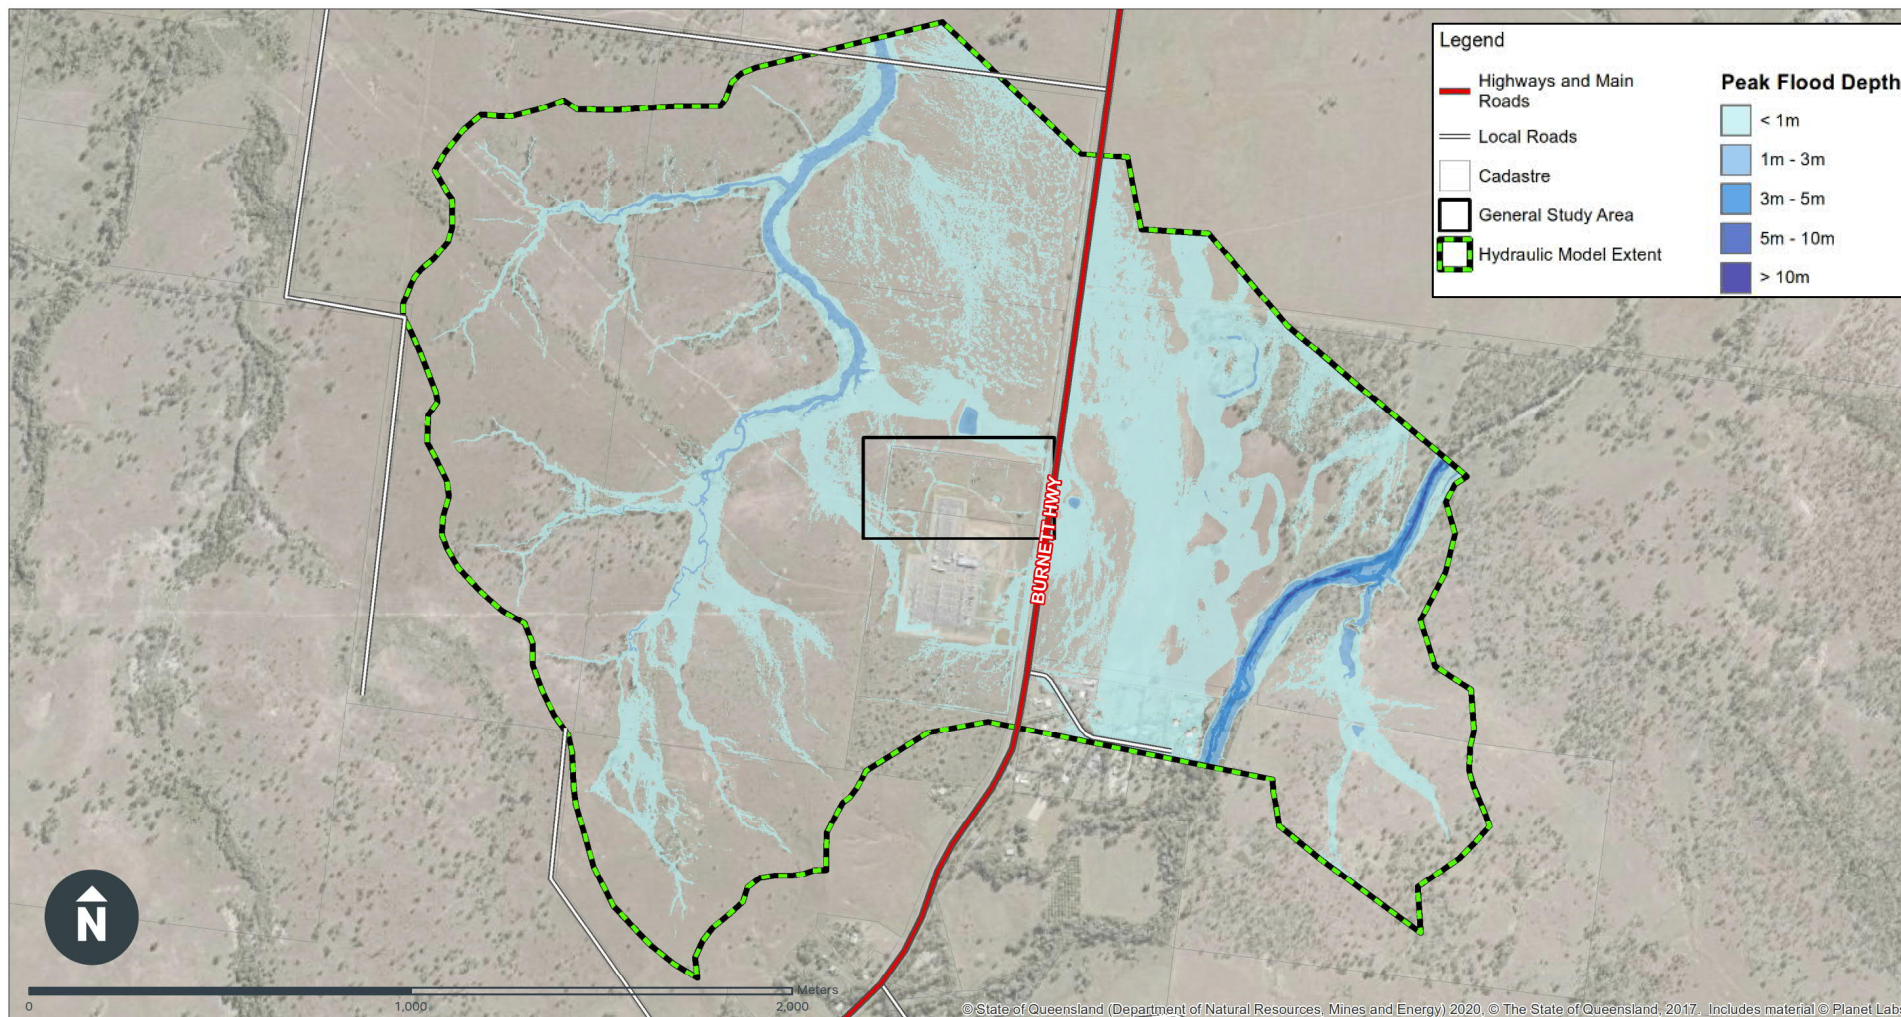 Legend
Highways and Main
Roads
Local Roads
Cadastre
General Study Area
Hydraulic Model Extent
Peak Flood Depth
< 1m
1m - 3m
3m - 5m
5m - 10m
> 10m
BURNETT HWY
N
Meters
0
1,000
2,000
© State of Queensland (Department of Natural Resources, Mines and Energy) 2020, © The State of Queensland, 2017. Includes material © Planet Lab